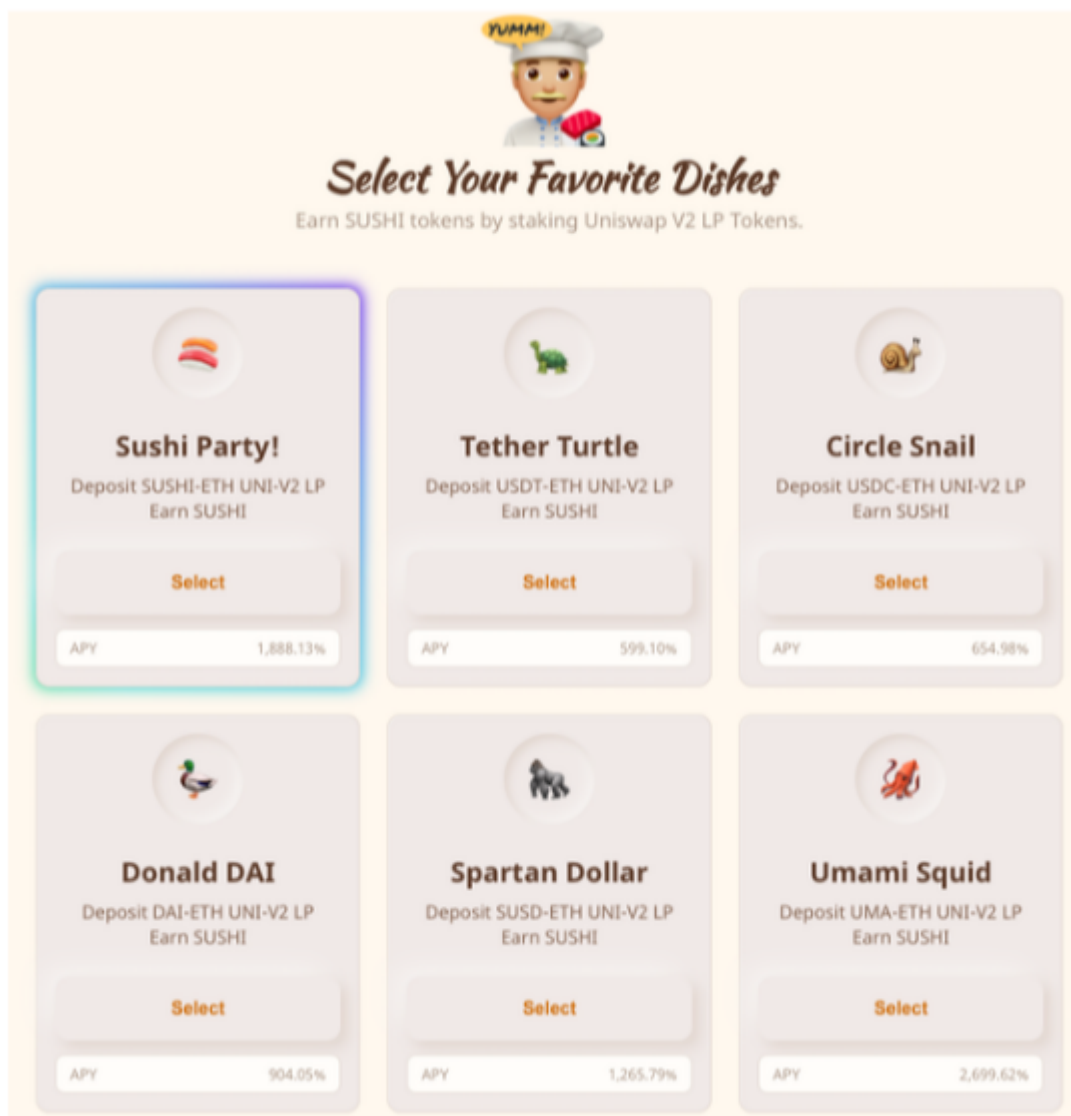 YUMM!
Select Your Favorite Dishes
Earn SUSHI tokens by staking Uniswap V2 LP Tokens.
Sushi Party!
Deposit SUSHI-ETH UNI-V2 LP
Earn SUSHI
Select
APY 1,888.13%
Tether Turtle
Deposit USDT-ETH UNI-V2 LP
Earn SUSHI
Select
APY 599.10%
Circle Snail
Deposit USDC-ETH UNI-V2 LP
Earn SUSHI
Select
APY 654.98%
Donald DAI
Deposit DAI-ETH UNI-V2 LP
Earn SUSHI
Select
APY 904.05%
Spartan Dollar
Deposit SUSD-ETH UNI-V2 LP
Earn SUSHI
Select
APY 1,265.79%
Umami Squid
Deposit UMA-ETH UNI-V2 LP
Earn SUSHI
Select
APY 2,699.62%